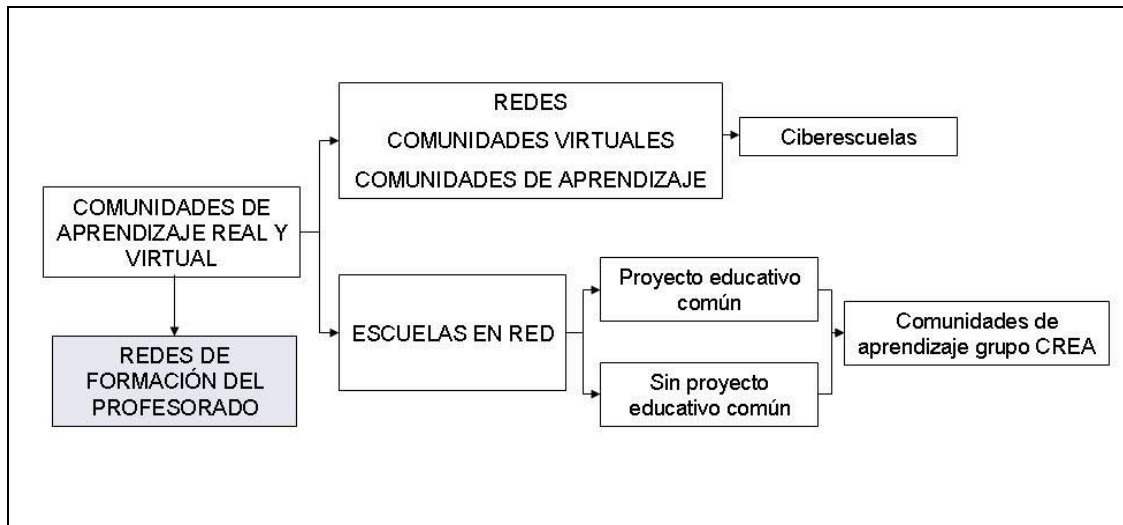 REDES
COMUNIDADES VIRTUALES
COMUNIDADES DE APRENDIZAJE
Ciberescuelas
COMUNIDADES DE
APRENDIZAJE REAL Y
VIRTUAL
ESCUELAS EN RED
Proyecto educativo
común
Sin proyecto
educativo común
Comunidades de
aprendizaje grupo CREA
REDES DE
FORMACIÓN DEL
PROFESORADO